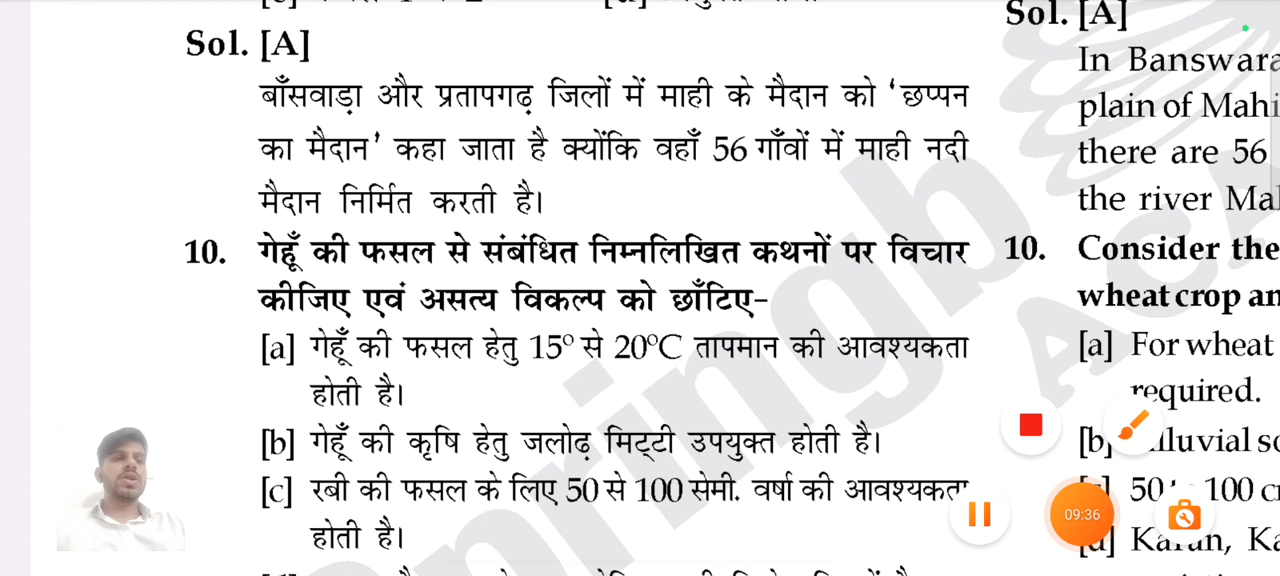 Sol. [A]
बाँसवाड़ा और प्रतापगढ़ जिलों में माही के मैदान को 'छप्पन
का मैदान' कहा जाता है क्योंकि वहाँ 56 गाँवों में माही नदी
मैदान निर्मित करती है।
10. गेहूँ की फसल से संबंधित निम्नलिखित कथनों पर विचार
कीजिए एवं असत्य विकल्प को छाँटिए-
[a] गेहूँ की फसल हेतु 15° से 20°C तापमान की आवश्यकता
होती है।
[b] गेहूँ की कृषि हेतु जलोढ़ मिट्टी उपयुक्त होती है।
[c] रबी की फसल के लिए 50 से 100 सेमी. वर्षा की आवश्यकता
होती है।
Sol. [A]
In Banswara
plain of Mahi
there are 56
the river
10. Consider the
wheat crop
[a] For wheat
required.
[b]
50 100
09:36